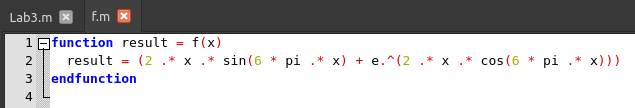 Lab3.m f.m
1 function result = f(x)
2 result = (2 .* x .* sin(6 * pi .* x) + e.^(2 .* x .* cos(6 * pi .* x)))
3 endfunction
4